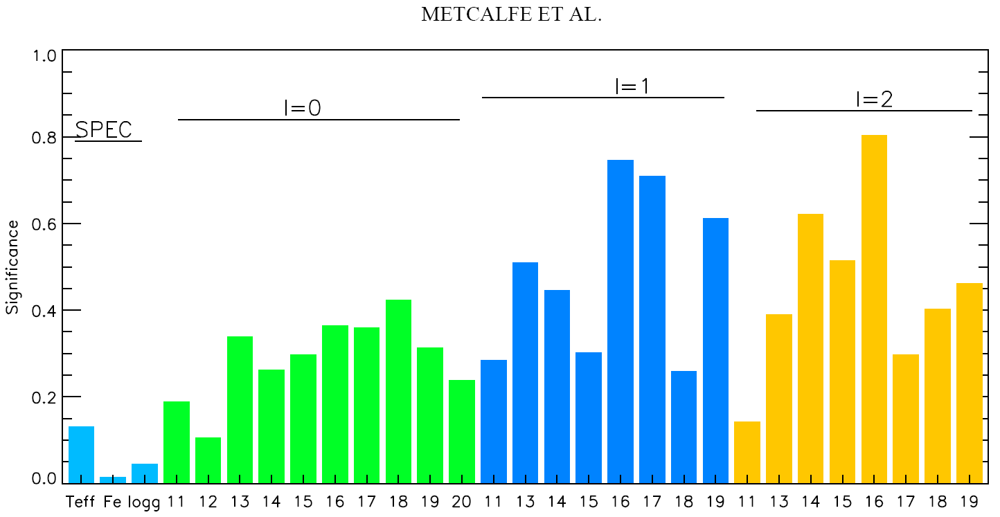 METCALFE ET AL.
1.0
l=1
l=2
l=0
SPEC
0.8
0.6
0.4
0.2
0.0
Significance
Teff Fe logg 11 12 13 14 15 16 17 18 19 20 11 13 14 15 16 17 18 19 11 13 14 15 16 17 18 19